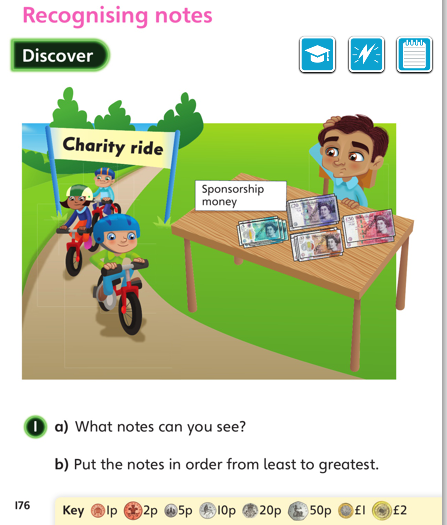 Recognising notes
Discover
Charity ride
Sponsorship
money
1 a) What notes can you see?
b) Put the notes in order from least to greatest.
176
Key 1p 2p 5p 10p 20p 50p £1 £2